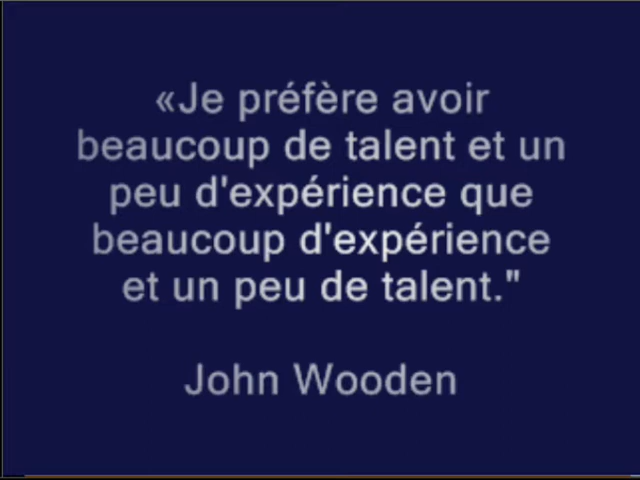 «Je préfère avoir
beaucoup de talent et un
peu d'expérience que
beaucoup d'expérience
et un peu de talent."
John Wooden